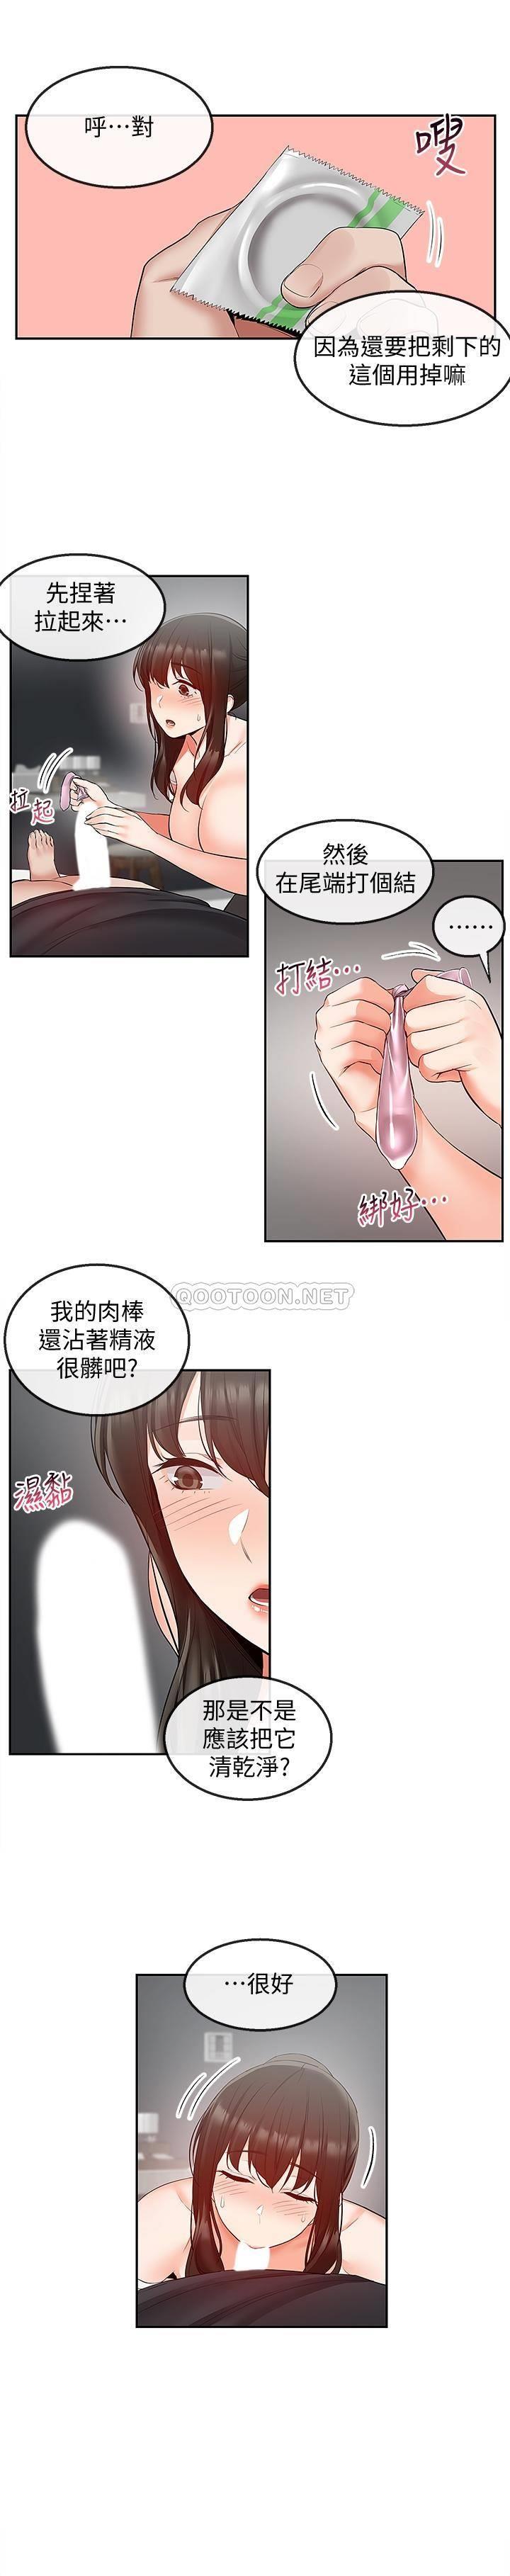 呼…對
嗖
因為還要把剩下的
這個用掉嘛
先捏著
拉起來…
拉起
然後
在尾端打個結
……
打結…
綁好…
QOOTOON.NET
我的肉棒
還沾著精液
很髒吧?
濕黏
那是不是
應該把它
清乾淨?
…很好